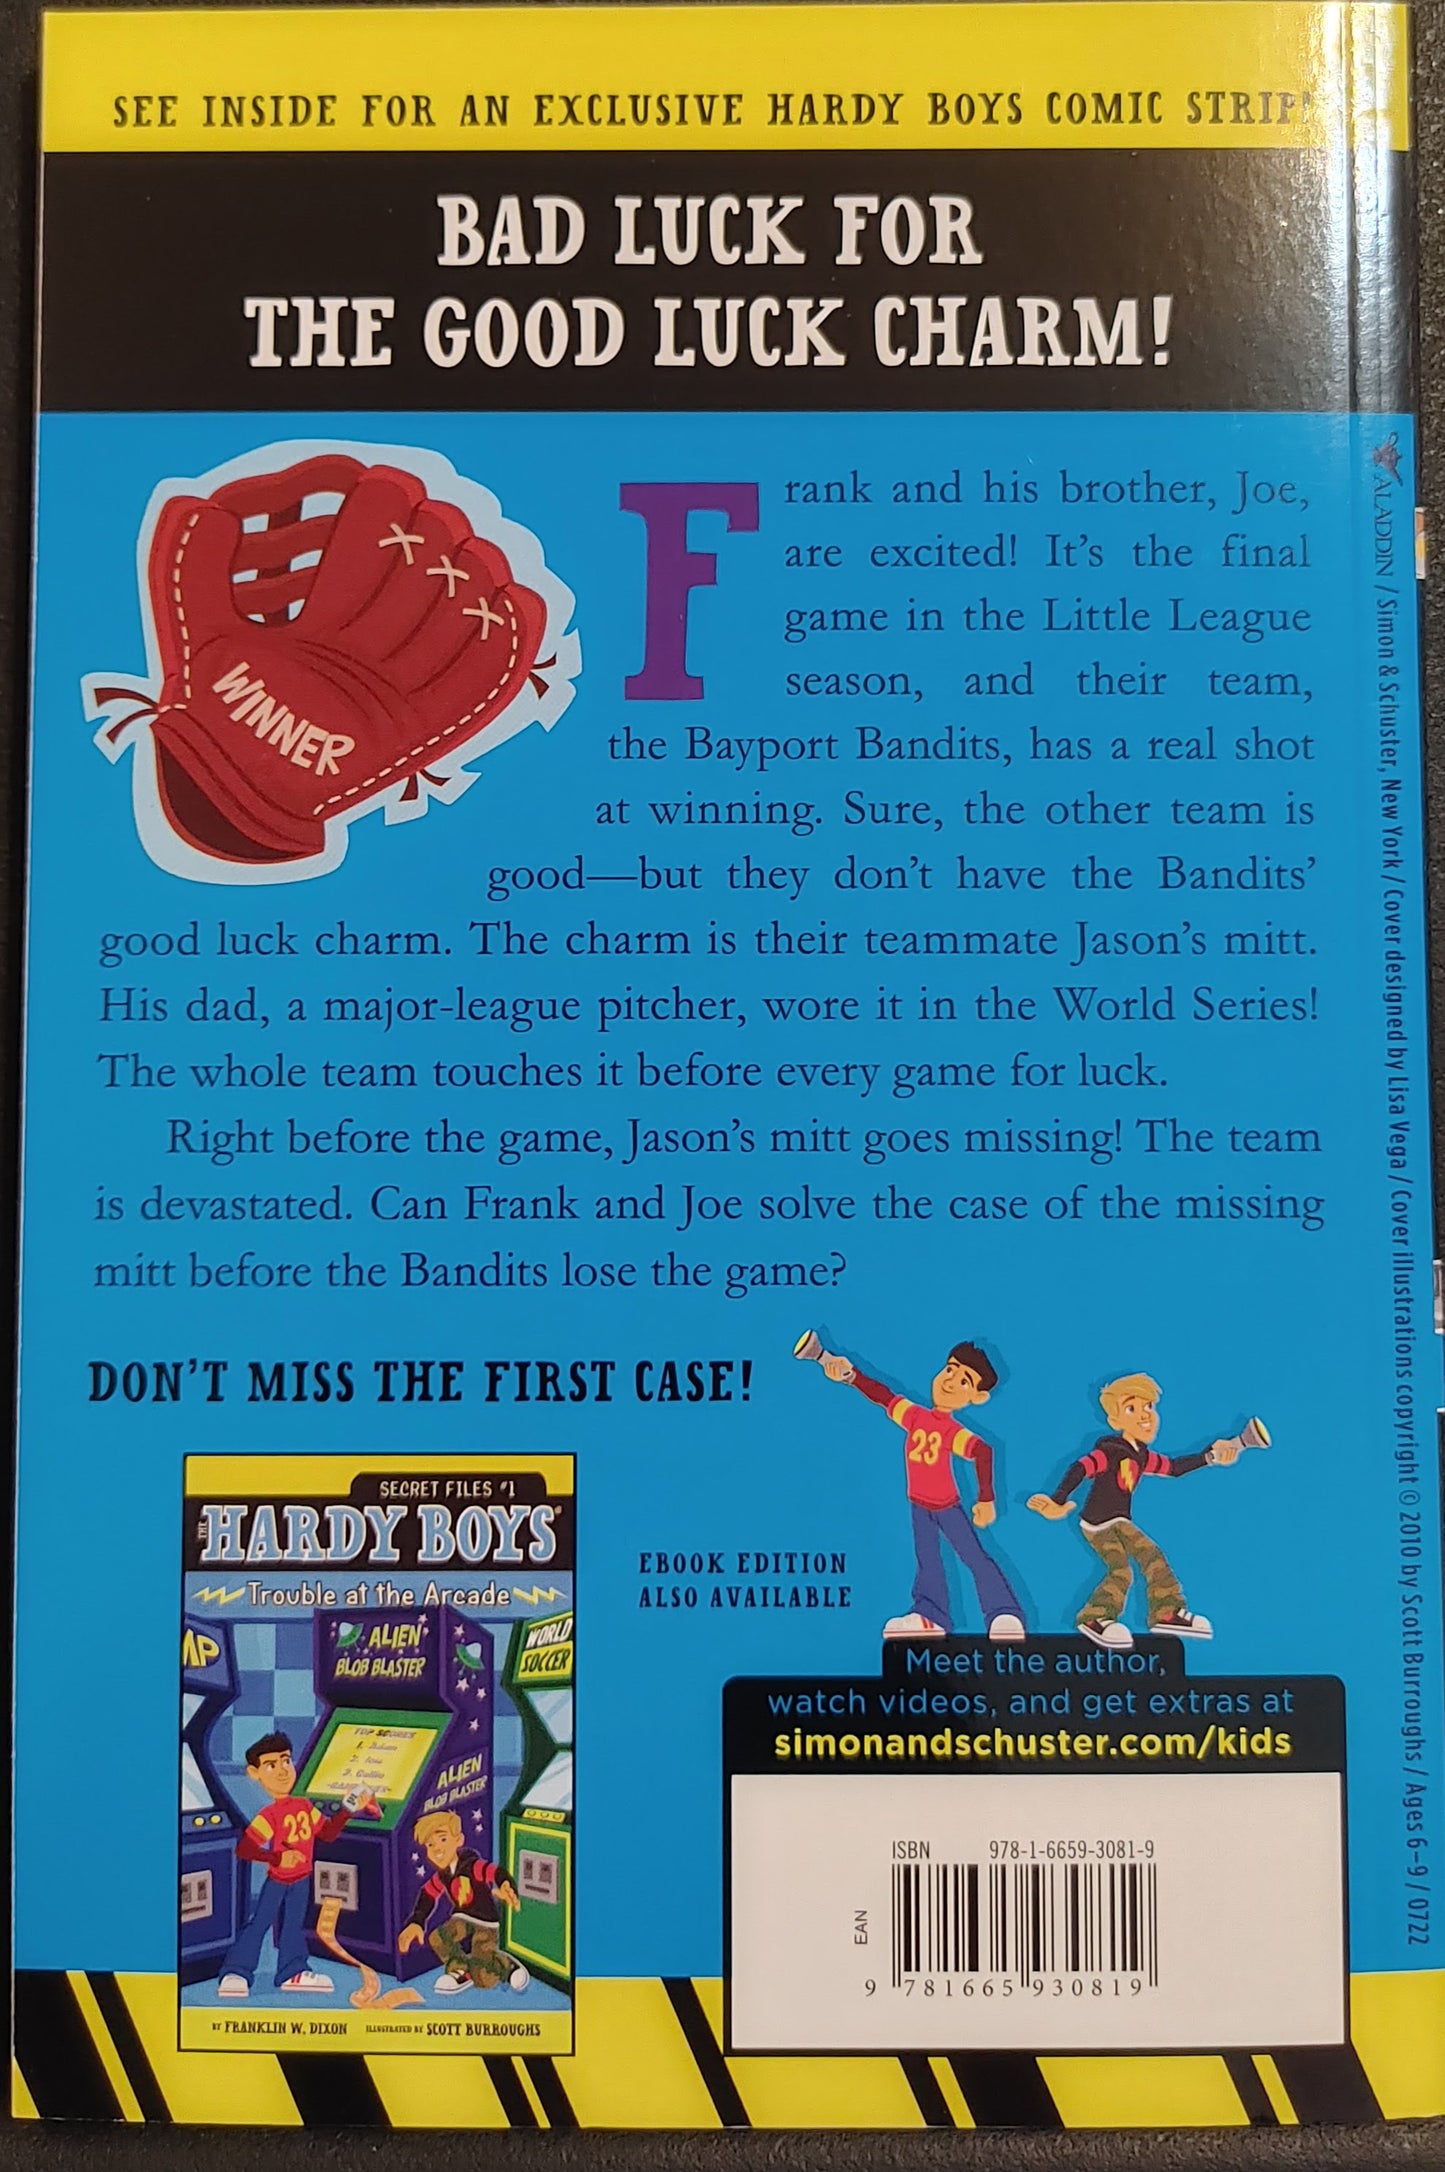 SEE INSIDE FOR AN EXCLUSIVE HARDY BOYS COMIC STRIP!
BAD LUCK FOR
THE GOOD LUCK CHARM!
WINNER
Frank and his brother, Joe,
are excited! It's the final
game in the Little League
season, and their team,
the Bayport Bandits, has a real shot
at winning. Sure, the other team is
good—but they don't have the Bandits'
good luck charm. The charm is their teammate Jason's mitt.
His dad, a major-league pitcher, wore it in the World Series!
The whole team touches it before every game for luck.
Right before the game, Jason's mitt goes missing! The team
is devastated. Can Frank and Joe solve the case of the missing
mitt before the Bandits lose the game?
DON'T MISS THE FIRST CASE!
SECRET FILES #1
THE HARDY BOYS®
Trouble at the Arcade
ALIEN
BLOB BLASTER
WORLD
SOCCER
TOP SCORES
ALIEN
BLOB BLASTER
23
BY FRANKLIN W. DIXON ILLUSTRATED BY SCOTT BURROUGHS
23
EBOOK EDITION
ALSO AVAILABLE
Meet the author,
watch videos, and get extras at
simonandschuster.com/kids
ISBN 978-1-6659-3081-9
EAN
9 781665 930819
ALADDIN / Simon & Schuster, New York / Cover designed by Lisa Vega / Cover illustrations copyright © 2010 by Scott Burroughs / Ages 6–9 / 0722